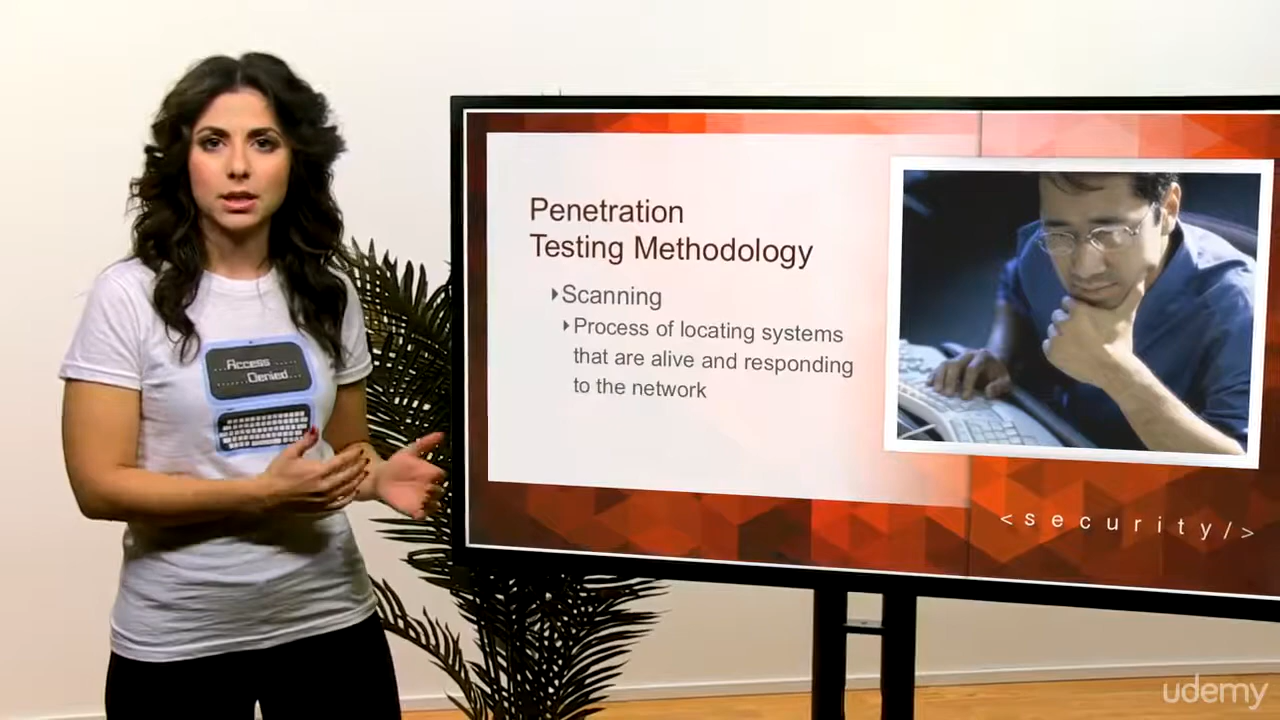 Access .....
...Denied...
Penetration
Testing Methodology
Scanning
Process of locating systems
that are alive and responding
to the network
<security/>
udemy